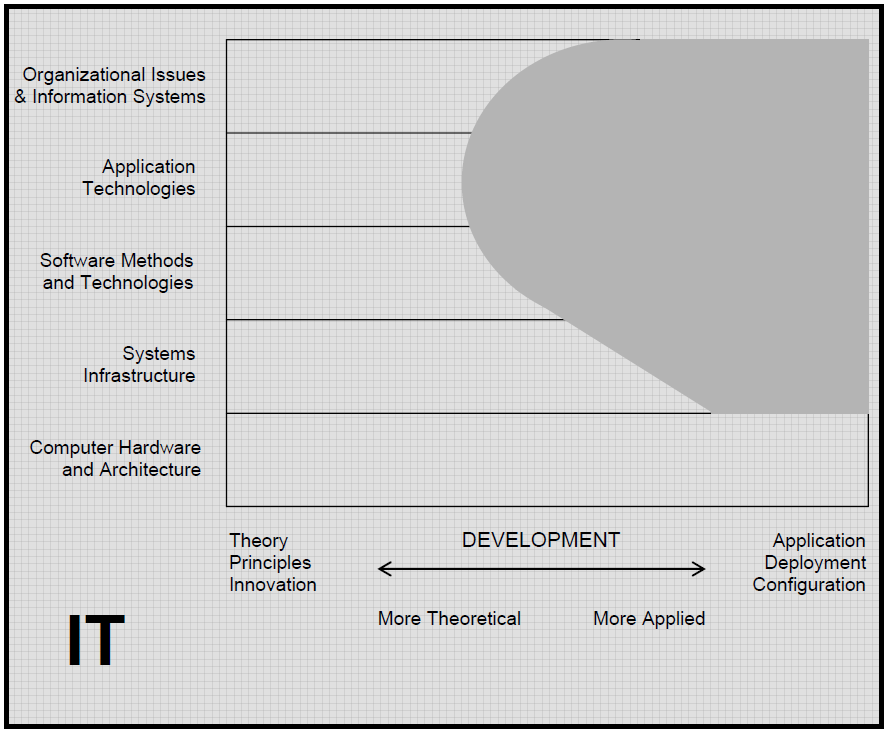 Organizational Issues
& Information Systems
Application
Technologies
Software Methods
and Technologies
Systems
Infrastructure
Computer Hardware
and Architecture
Theory
Principles
Innovation
DEVELOPMENT
Application
Deployment
Configuration
More Theoretical
More Applied
IT